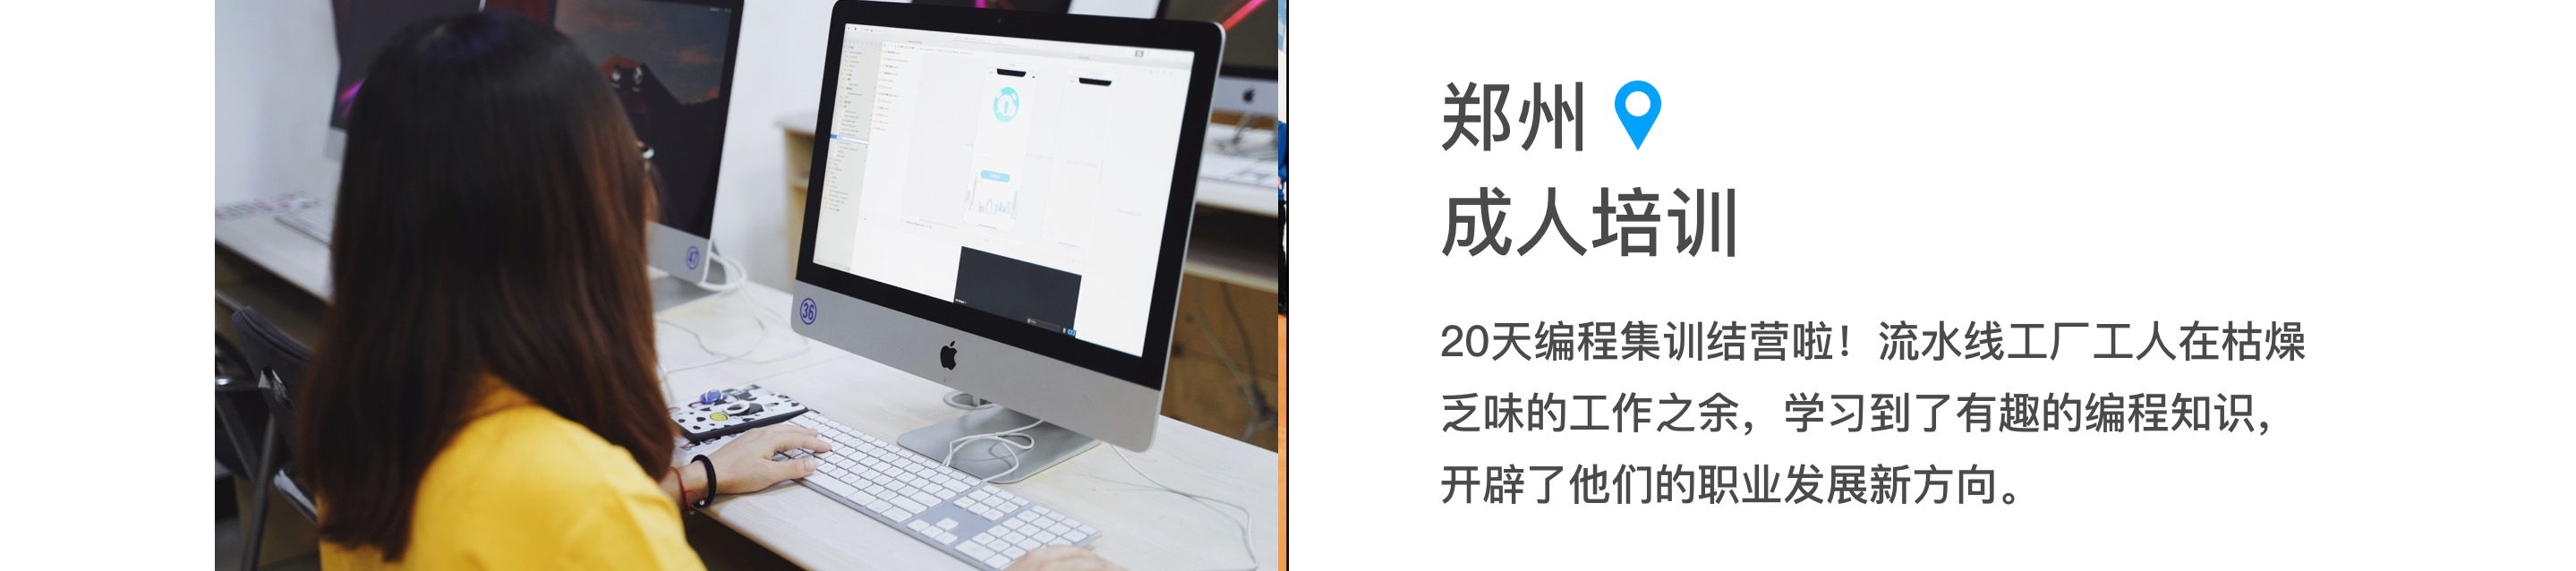 郑州
成人培训
20天编程集训结营啦！流水线工厂工人在枯燥
乏味的工作之余，学习到了有趣的编程知识，
开辟了他们的职业发展新方向。
47
36